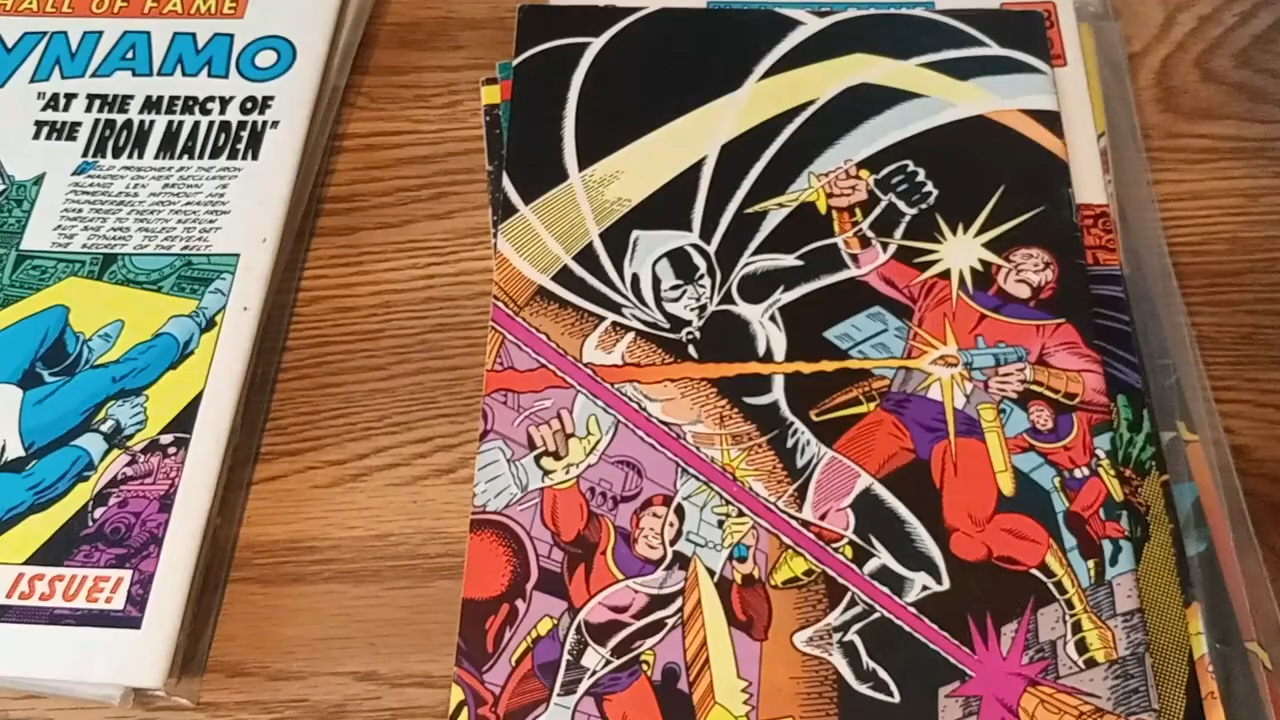 HALL OF FAME
DYNAMO
"AT THE MERCY OF
THE IRON MAIDEN"
HELD PRISONER BY THE IRON
MAIDEN ON HER SECLUDED
ISLAND, LEN BROWN IS
POWERLESS WITHOUT HIS
THUNDERBELT. IRON MAIDEN
HAS TRIED EVERY TRICK, FROM
THREATS TO TRUTH SERUM
BUT SHE HAS FAILED TO GET
THE DYNAMO TO REVEAL
THE SECRET OF THE BELT.
ISSUE!